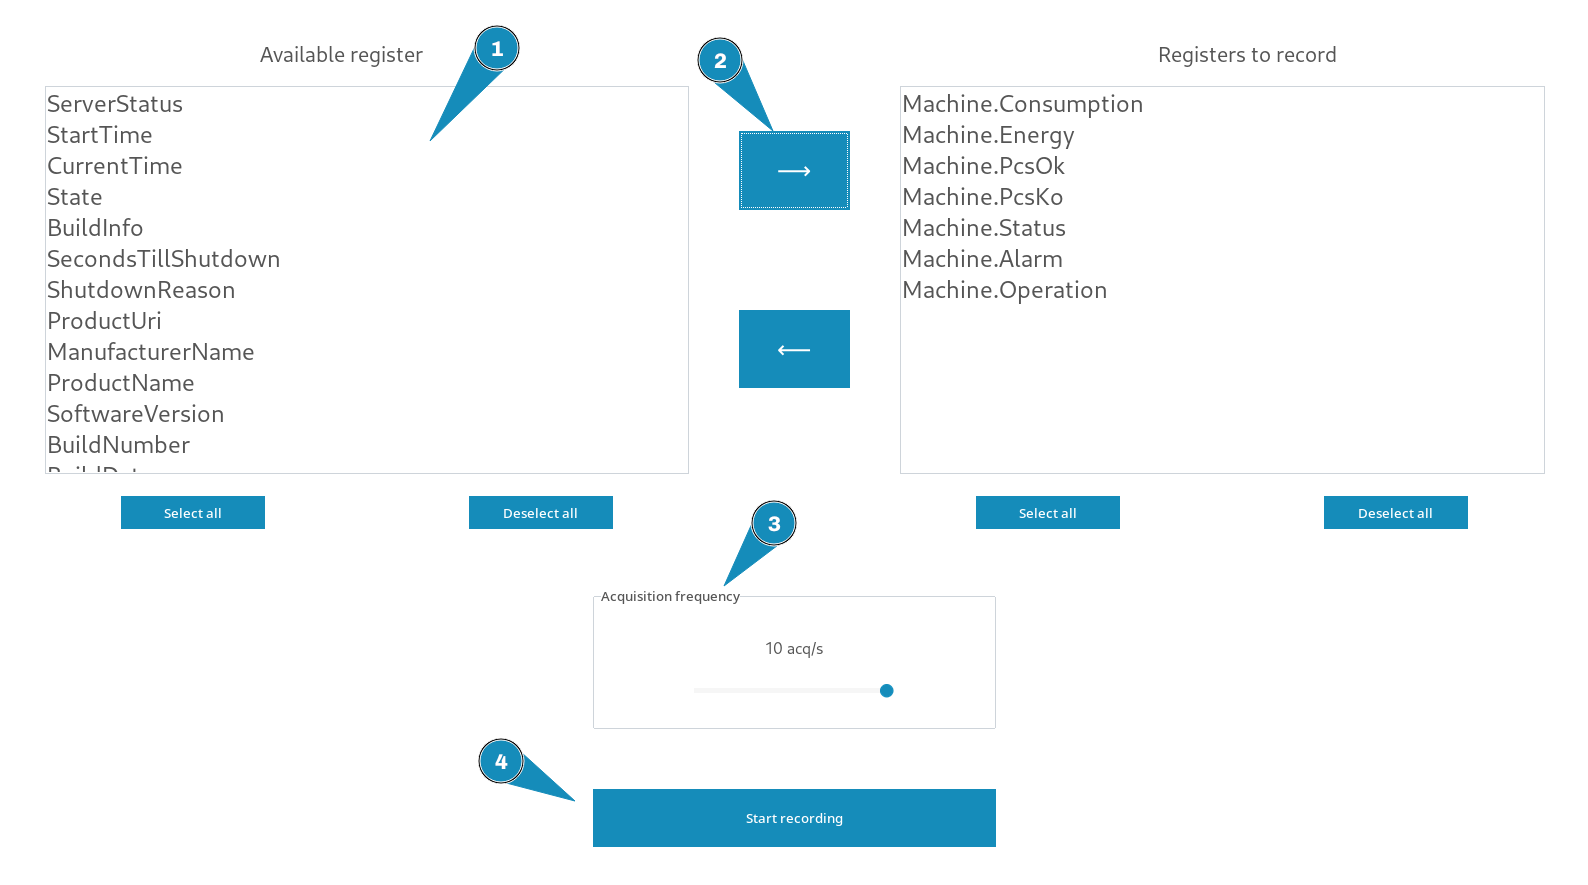 Available register
1
2
Registers to record
ServerStatus
StartTime
CurrentTime
State
BuildInfo
SecondsTillShutdown
ShutdownReason
ProductUri
ManufacturerName
ProductName
SoftwareVersion
BuildNumber
→
←
Machine.Consumption
Machine.Energy
Machine.PcsOk
Machine.PcsKo
Machine.Status
Machine.Alarm
Machine.Operation
Select all
Deselect all
Select all
Deselect all
3
Acquisition frequency
10 acq/s
4
Start recording